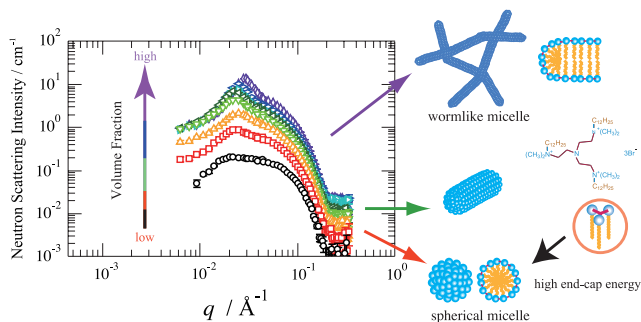 Neutron Scattering Intensity / cm⁻¹
10²
10¹
10⁰
10⁻¹
10⁻²
10⁻³
high
Volume Fraction
low
10⁻³
10⁻²
10⁻¹
10⁰
q / Å⁻¹
wormlike micelle
C₁₂H₂₅
N⁺(CH₃)₂
C₁₂H₂₅
(CH₃)₂N⁺
N
3Br⁻
N⁺(CH₃)₂
C₁₂H₂₅
high end-cap energy
spherical micelle